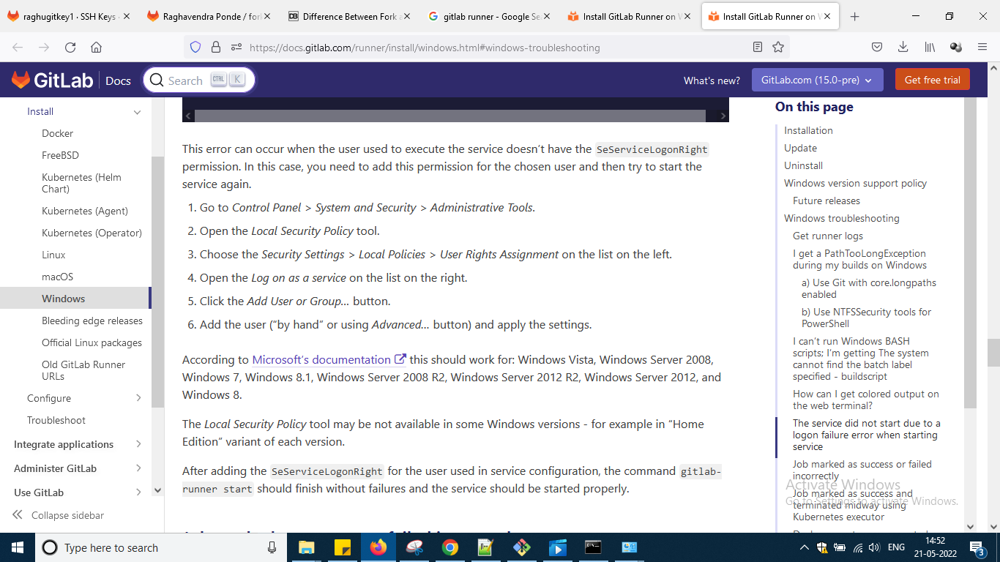 raghugitkey1 · SSH Keys ·
Raghavendra Ponde / for
Difference Between Fork a
gitlab runner - Google Se
Install GitLab Runner on W
Install GitLab Runner on W
https://docs.gitlab.com/runner/install/windows.html#windows-troubleshooting
GitLab Docs
Search CTRL K
What's new?
GitLab.com (15.0-pre)
Get free trial
Install
Docker
FreeBSD
Kubernetes (Helm
Chart)
Kubernetes (Agent)
Kubernetes (Operator)
Linux
macOS
Windows
Bleeding edge releases
Official Linux packages
Old GitLab Runner
URLs
Configure
Troubleshoot
Integrate applications
Administer GitLab
Use GitLab
Collapse sidebar
This error can occur when the user used to execute the service doesn’t have the SeServiceLogonRight
permission. In this case, you need to add this permission for the chosen user and then try to start the
service again.
1. Go to Control Panel > System and Security > Administrative Tools.
2. Open the Local Security Policy tool.
3. Choose the Security Settings > Local Policies > User Rights Assignment on the list on the left.
4. Open the Log on as a service on the list on the right.
5. Click the Add User or Group… button.
6. Add the user (“by hand” or using Advanced… button) and apply the settings.
According to Microsoft’s documentation this should work for: Windows Vista, Windows Server 2008,
Windows 7, Windows 8.1, Windows Server 2008 R2, Windows Server 2012 R2, Windows Server 2012, and
Windows 8.
The Local Security Policy tool may be not available in some Windows versions - for example in “Home
Edition” variant of each version.
After adding the SeServiceLogonRight for the user used in service configuration, the command gitlab-
runner start should finish without failures and the service should be started properly.
On this page
Installation
Update
Uninstall
Windows version support policy
Future releases
Windows troubleshooting
Get runner logs
I get a PathTooLongException
during my builds on Windows
a) Use Git with core.longpaths
enabled
b) Use NTFSSecurity tools for
PowerShell
I can’t run Windows BASH
scripts; I’m getting The system
cannot find the batch label
specified - buildscript
How can I get colored output on
the web terminal?
The service did not start due to a
logon failure error when starting
service
Job marked as success or failed
incorrectly
Job marked as success and
terminated midway using
Kubernetes executor
Activate Windows
Go to Settings to activate Windows.
Type here to search
ENG
14:52
21-05-2022
3